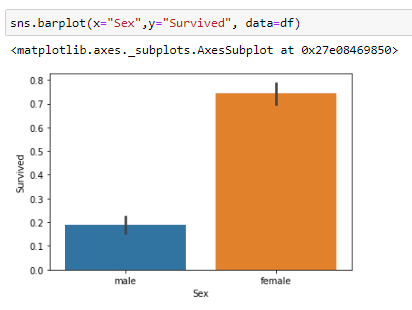 sns.barplot(x="Sex",y="Survived", data=df)
<matplotlib.axes._subplots.AxesSubplot at 0x27e08469850>
0.8
0.7
0.6
0.5
0.4
0.3
0.2
0.1
0.0
Survived
male female
Sex